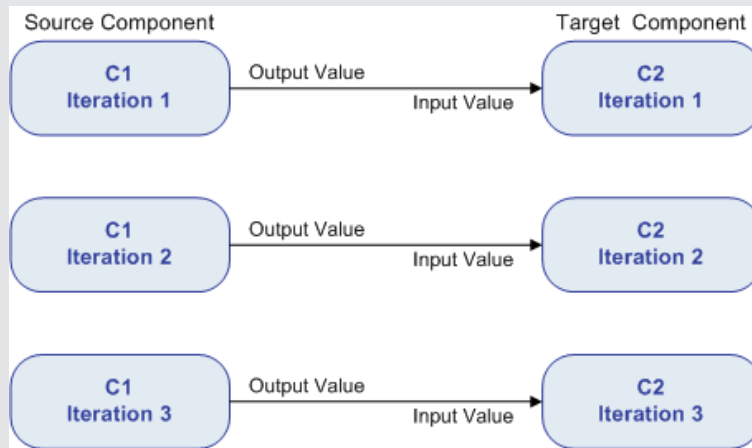 Source Component
Target Component
C1
Iteration 1
Output Value
Input Value
C2
Iteration 1
C1
Iteration 2
Output Value
Input Value
C2
Iteration 2
C1
Iteration 3
Output Value
Input Value
C2
Iteration 3